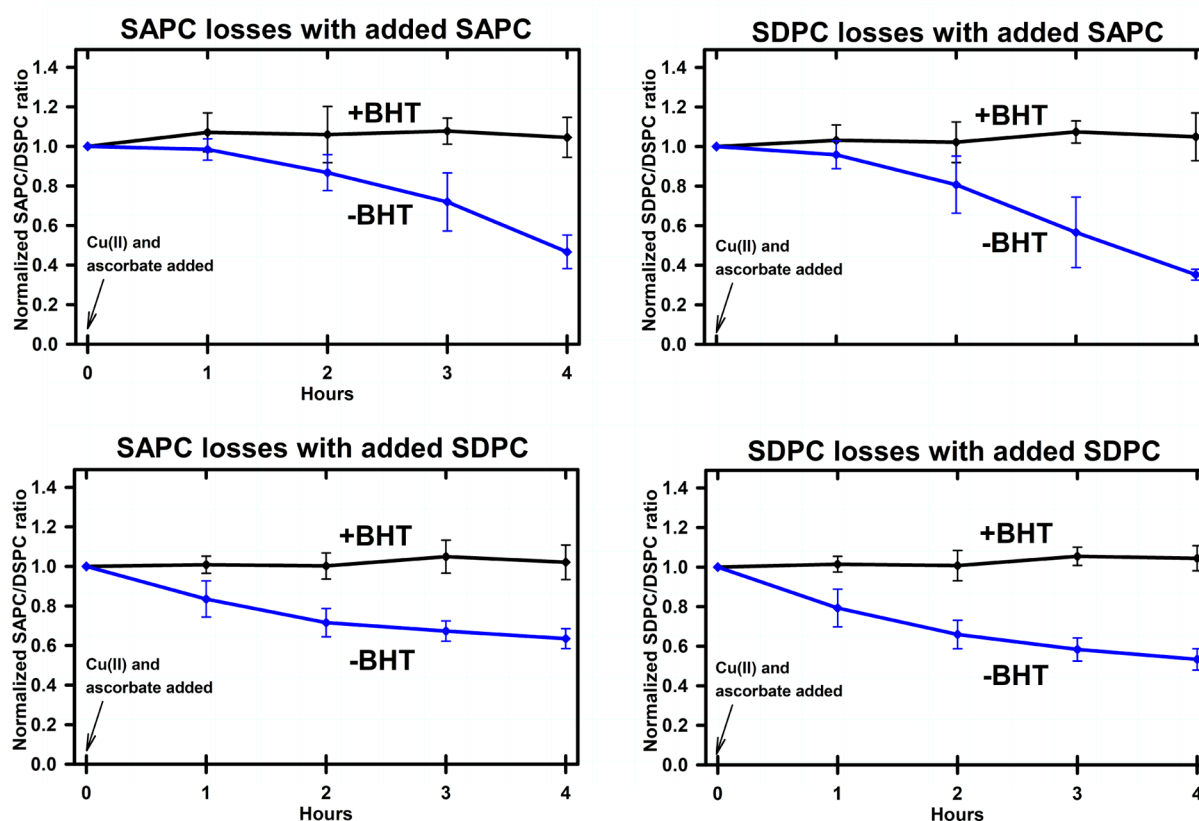 SAPC losses with added SAPC
Normalized SAPC/DSPC ratio
1.4
1.2
1.0
0.8
0.6
0.4
0.2
0.0
+BHT
-BHT
Cu(II) and
ascorbate added
0 1 2 3 4
Hours
SDPC losses with added SAPC
Normalized SDPC/DSPC ratio
1.4
1.2
1.0
0.8
0.6
0.4
0.2
0.0
+BHT
-BHT
Cu(II) and
ascorbate added
SAPC losses with added SDPC
Normalized SAPC/DSPC ratio
1.4
1.2
1.0
0.8
0.6
0.4
0.2
0.0
+BHT
-BHT
Cu(II) and
ascorbate added
0 1 2 3 4
Hours
SDPC losses with added SDPC
Normalized SDPC/DSPC ratio
1.4
1.2
1.0
0.8
0.6
0.4
0.2
0.0
+BHT
-BHT
Cu(II) and
ascorbate added
0 1 2 3 4
Hours